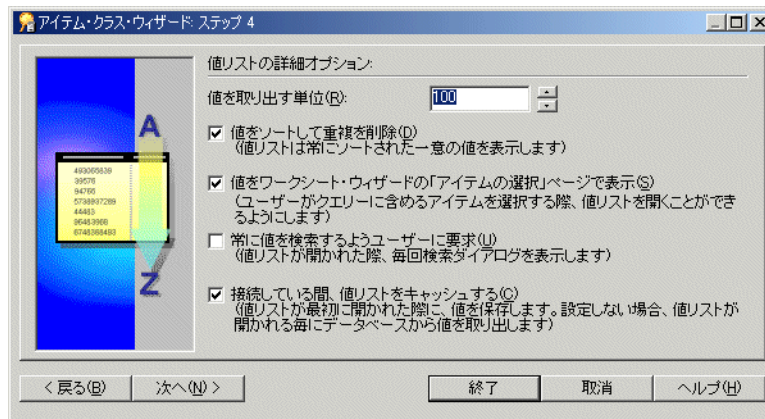 アイテム・クラス・ウィザード: ステップ 4
値リストの詳細オプション:
値を取り出す単位(R):
100
値をソートして重複を削除(D)
(値リストは常にソートされた一意の値を表示します)
値をワークシート・ウィザードの「アイテムの選択」ページで表示(S)
(ユーザーがクエリーに含めるアイテムを選択する際、値リストを開くことができ
るようにします)
常に値を検索するようユーザーに要求(U)
(値リストが開かれた際、毎回検索ダイアログを表示します)
接続している間、値リストをキャッシュする(C)
(値リストが最初に開かれた際に、値を保存します。設定しない場合、値リストが
開かれる毎にデータベースから値を取り出します)
A
39576
94766
44483
Z
< 戻る(B)
次へ(N) >
終了
取消
ヘルプ(H)